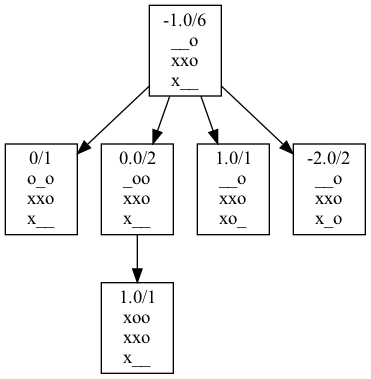 -1.0/6
__o
xxo
x__
0/1
o_o
xxo
x__
0.0/2
_oo
xxo
x__
1.0/1
__o
xxo
xo_
-2.0/2
__o
xxo
x_o
1.0/1
xoo
xxo
x__